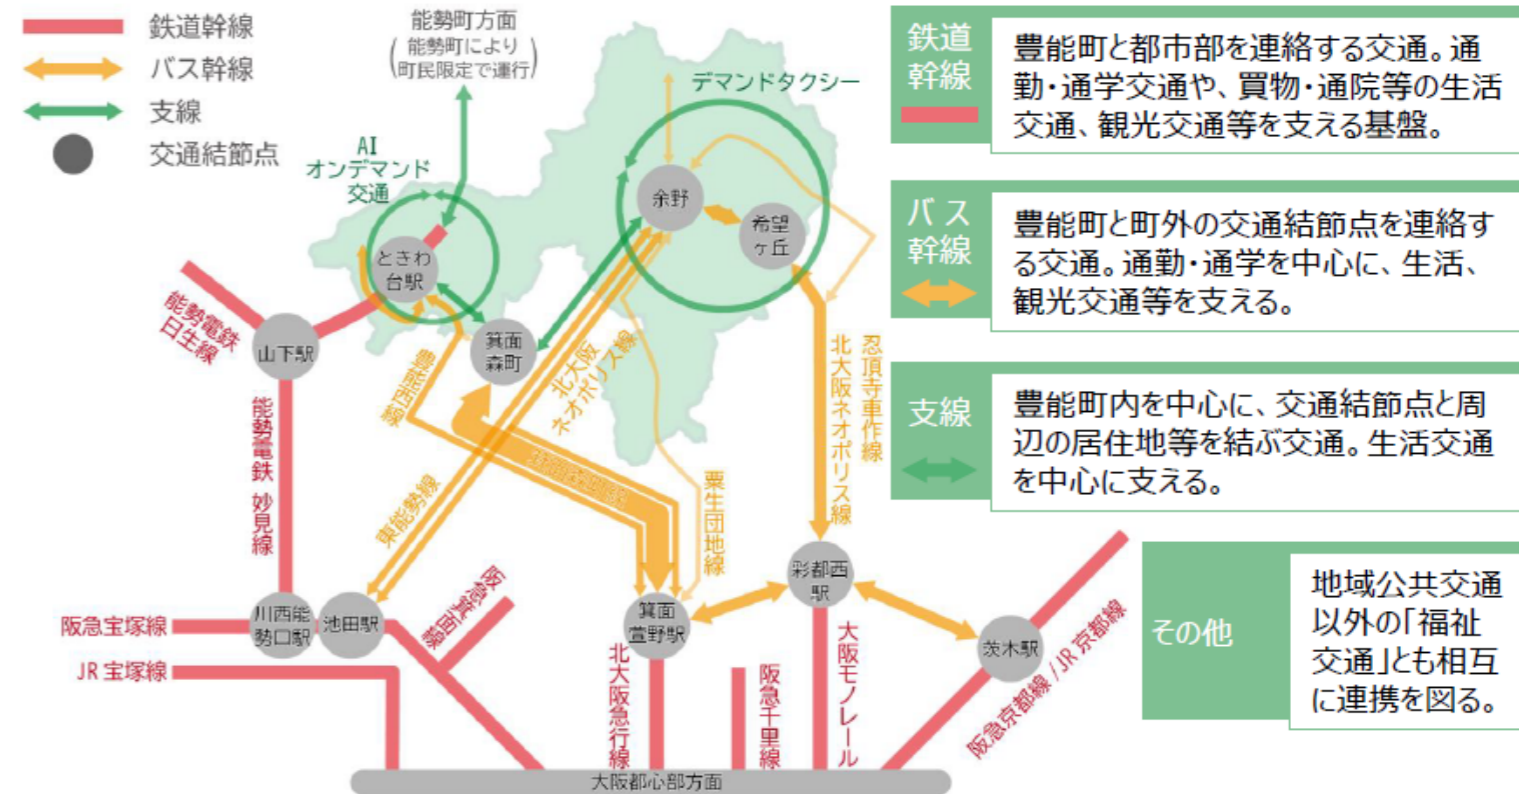 鉄道幹線
バス幹線
支線
交通結節点
能勢町方面
(能勢町により
町民限定で運行)
デマンドタクシー
AI
オンデマンド
交通
余野
希望
ヶ丘
ときわ
台駅
箕面
森町
能勢電鉄
日生線
山下駅
能勢電鉄 妙見線
豊能西線
北大阪
ネオポリス線
東能勢線
箕面森町線
粟生団地線
忍頂寺車作線
北大阪ネオポリス線
彩都西
駅
箕面
萱野駅
茨木駅
川西能
勢口駅
池田駅
阪急箕面線
阪急宝塚線
JR 宝塚線
北大阪急行線
阪急千里線
大阪モノレール
阪急京都線 / JR 京都線
大阪都心部方面
鉄道
幹線
豊能町と都市部を連絡する交通。通
勤・通学交通や、買物・通院等の生活
交通、観光交通等を支える基盤。
バス
幹線
豊能町と町外の交通結節点を連絡す
る交通。通勤・通学を中心に、生活、
観光交通等を支える。
支線
豊能町内を中心に、交通結節点と周
辺の居住地等を結ぶ交通。生活交通
を中心に支える。
その他
地域公共交通
以外の「福祉
交通」とも相互
に連携を図る。